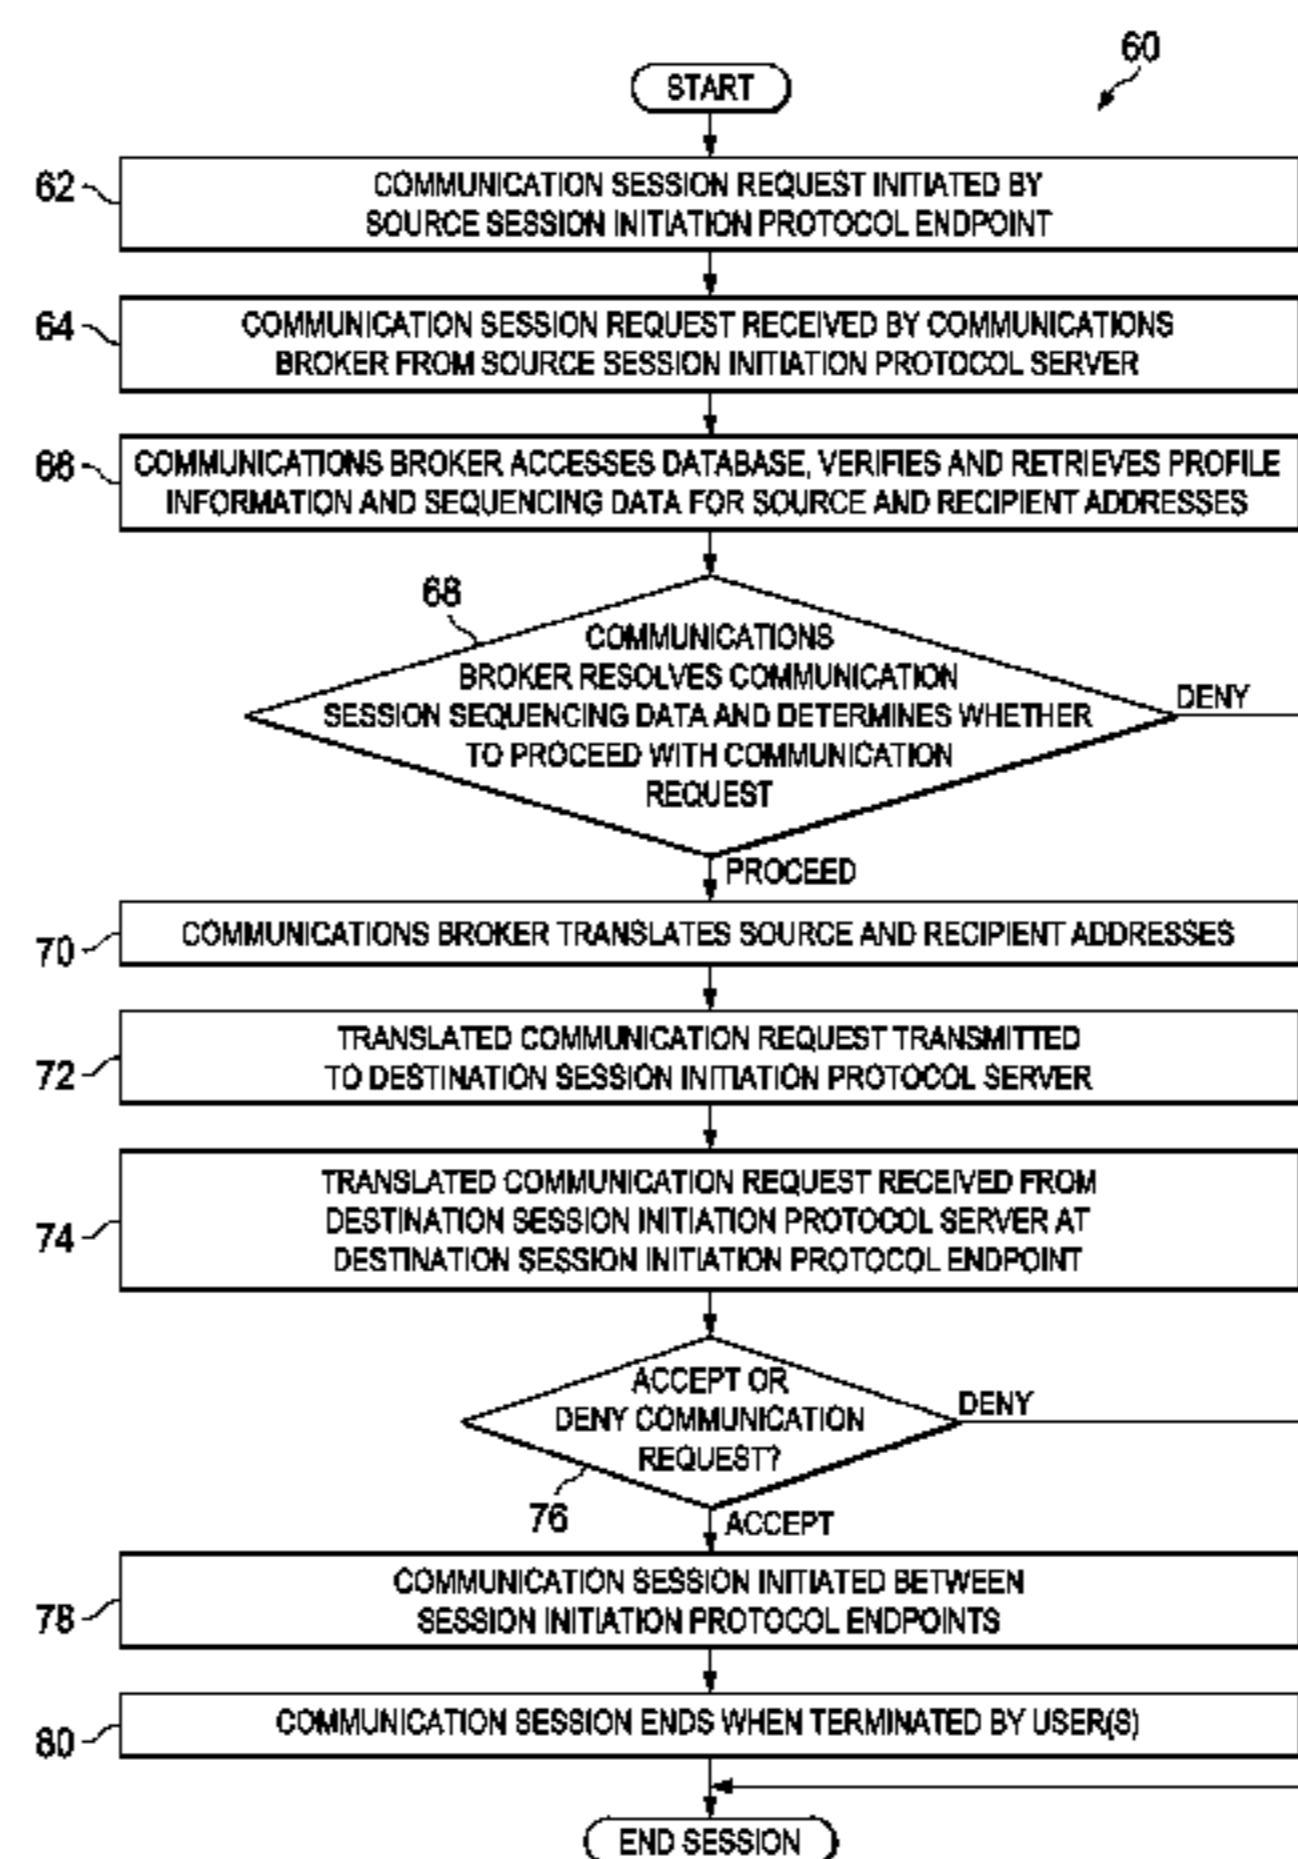 60
START
62
COMMUNICATION SESSION REQUEST INITIATED BY
SOURCE SESSION INITIATION PROTOCOL ENDPOINT
64
COMMUNICATION SESSION REQUEST RECEIVED BY COMMUNICATIONS
BROKER FROM SOURCE SESSION INITIATION PROTOCOL SERVER
66
COMMUNICATIONS BROKER ACCESSES DATABASE, VERIFIES AND RETRIEVES PROFILE
INFORMATION AND SEQUENCING DATA FOR SOURCE AND RECIPIENT ADDRESSES
68
COMMUNICATIONS
BROKER RESOLVES COMMUNICATION
SESSION SEQUENCING DATA AND DETERMINES WHETHER
TO PROCEED WITH COMMUNICATION
REQUEST
DENY
PROCEED
70
COMMUNICATIONS BROKER TRANSLATES SOURCE AND RECIPIENT ADDRESSES
72
TRANSLATED COMMUNICATION REQUEST TRANSMITTED
TO DESTINATION SESSION INITIATION PROTOCOL SERVER
74
TRANSLATED COMMUNICATION REQUEST RECEIVED FROM
DESTINATION SESSION INITIATION PROTOCOL SERVER AT
DESTINATION SESSION INITIATION PROTOCOL ENDPOINT
ACCEPT OR
DENY COMMUNICATION
REQUEST?
DENY
76
ACCEPT
78
COMMUNICATION SESSION INITIATED BETWEEN
SESSION INITIATION PROTOCOL ENDPOINTS
80
COMMUNICATION SESSION ENDS WHEN TERMINATED BY USER(S)
END SESSION